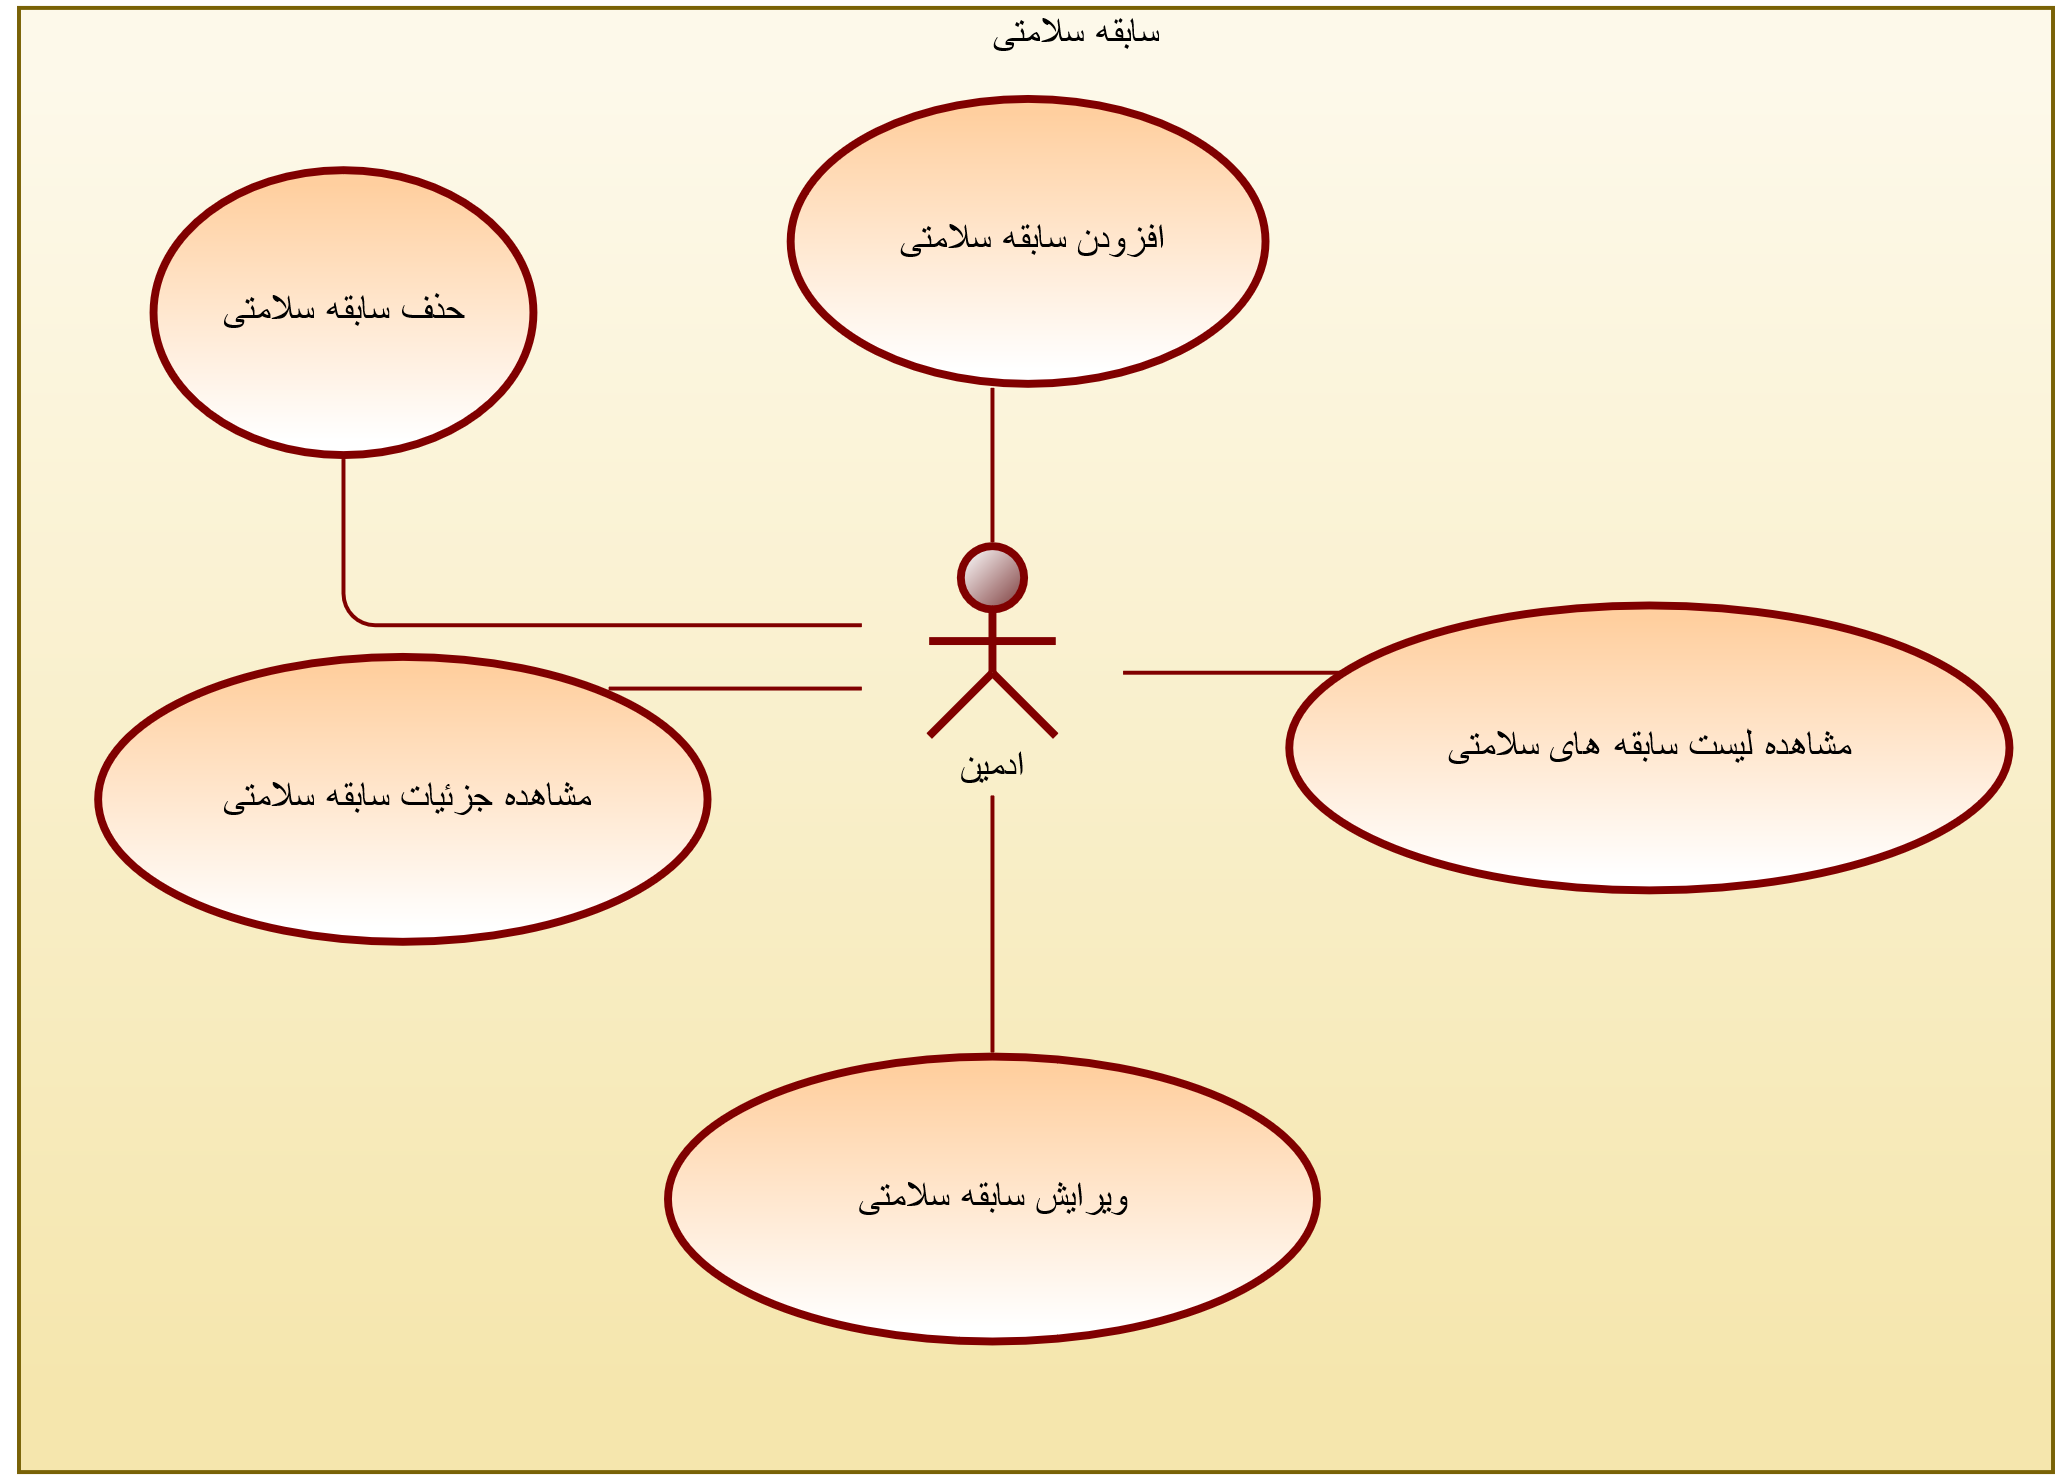 سابقه سلامتی
افزودن سابقه سلامتی
حذف سابقه سلامتی
مشاهده لیست سابقه های سلامتی
ادمین
مشاهده جزئیات سابقه سلامتی
ویرایش سابقه سلامتی